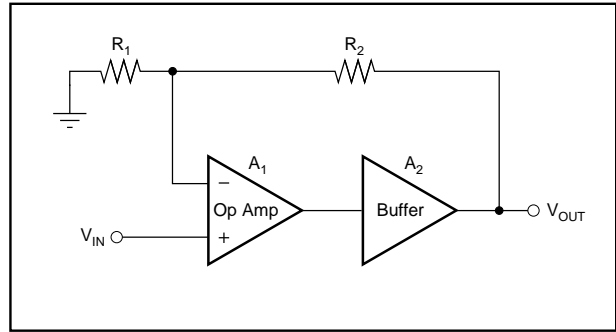 R1
R2
A1
A2
−
Op Amp
+
Buffer
VIN
VOUT